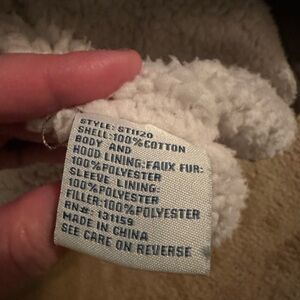 STYLE: ST1120
SHELL:100%COTTON
BODY AND
HOOD LINING:FAUX FUR:
100%POLYESTER
SLEEVE LINING:
100%POLYESTER
FILLER:100%POLYESTER
RN#: 131159
MADE IN CHINA
SEE CARE ON REVERSE